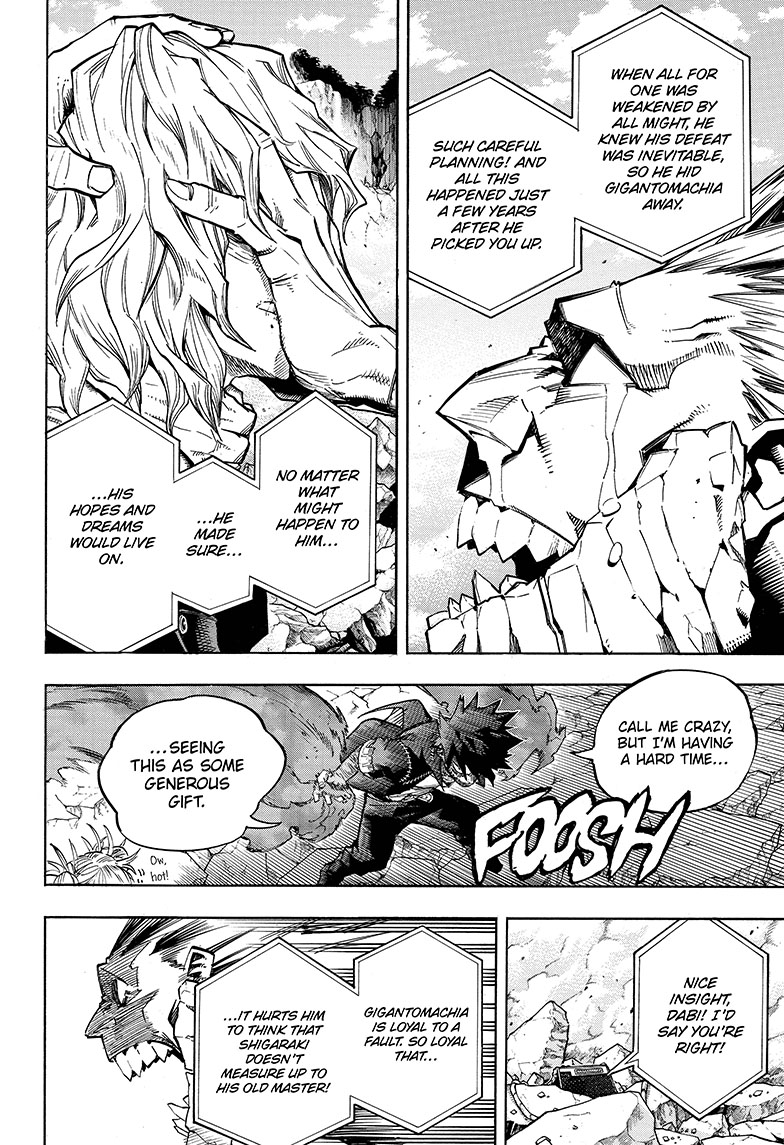 WHEN ALL FOR
ONE WAS
WEAKENED BY
ALL MIGHT, HE
KNEW HIS DEFEAT
WAS INEVITABLE,
SO HE HID
GIGANTOMACHIA
AWAY.
SUCH CAREFUL
PLANNING! AND
ALL THIS
HAPPENED JUST
A FEW YEARS
AFTER HE
PICKED YOU UP.
NO MATTER
WHAT
MIGHT
HAPPEN TO
HIM...
...HE
MADE
SURE...
...HIS
HOPES AND
DREAMS
WOULD LIVE
ON.
CALL ME CRAZY,
BUT I'M HAVING
A HARD TIME...
FOOSH
...SEEING
THIS AS SOME
GENEROUS
GIFT.
Ow,
hot!
NICE
INSIGHT,
DABI! I'D
SAY YOU'RE
RIGHT!
GIGANTOMACHIA
IS LOYAL TO A
FAULT. SO LOYAL
THAT...
...IT HURTS HIM
TO THINK THAT
SHIGARAKI
DOESN'T
MEASURE UP TO
HIS OLD MASTER!